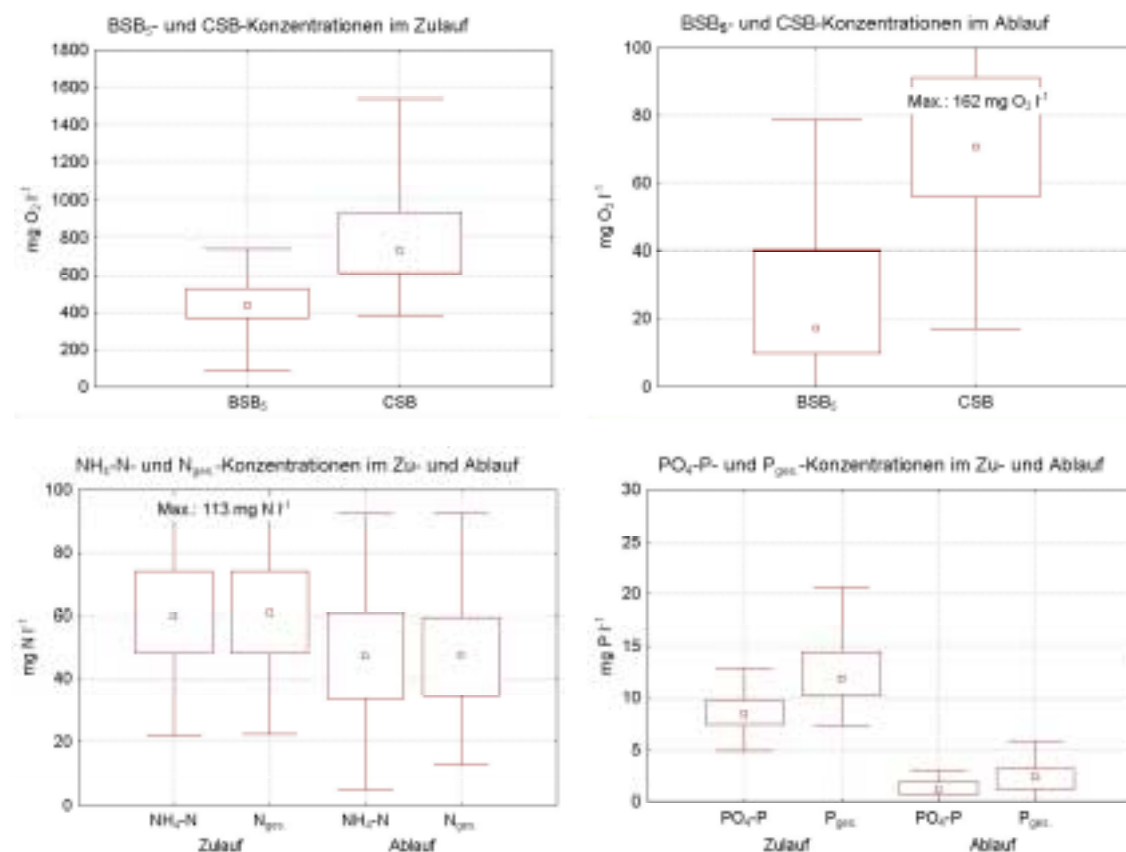 BSB₅- und CSB-Konzentrationen im Zulauf
1800
1600
1400
1200
1000
800
600
400
200
0
mg O₂ l⁻¹
BSB₅
CSB
BSB₅- und CSB-Konzentrationen im Ablauf
100
80
60
40
20
0
mg O₂ l⁻¹
Max.: 162 mg O₂ l⁻¹
BSB₅
CSB
NH₄-N- und Nges.-Konzentrationen im Zu- und Ablauf
100
80
60
40
20
0
mg N l⁻¹
Max.: 113 mg N l⁻¹
NH₄-N
Nges.
NH₄-N
Nges.
Zulauf
Ablauf
PO₄-P- und Pges.-Konzentrationen im Zu- und Ablauf
30
25
20
15
10
5
0
mg P l⁻¹
PO₄-P
Pges.
PO₄-P
Pges.
Zulauf
Ablauf